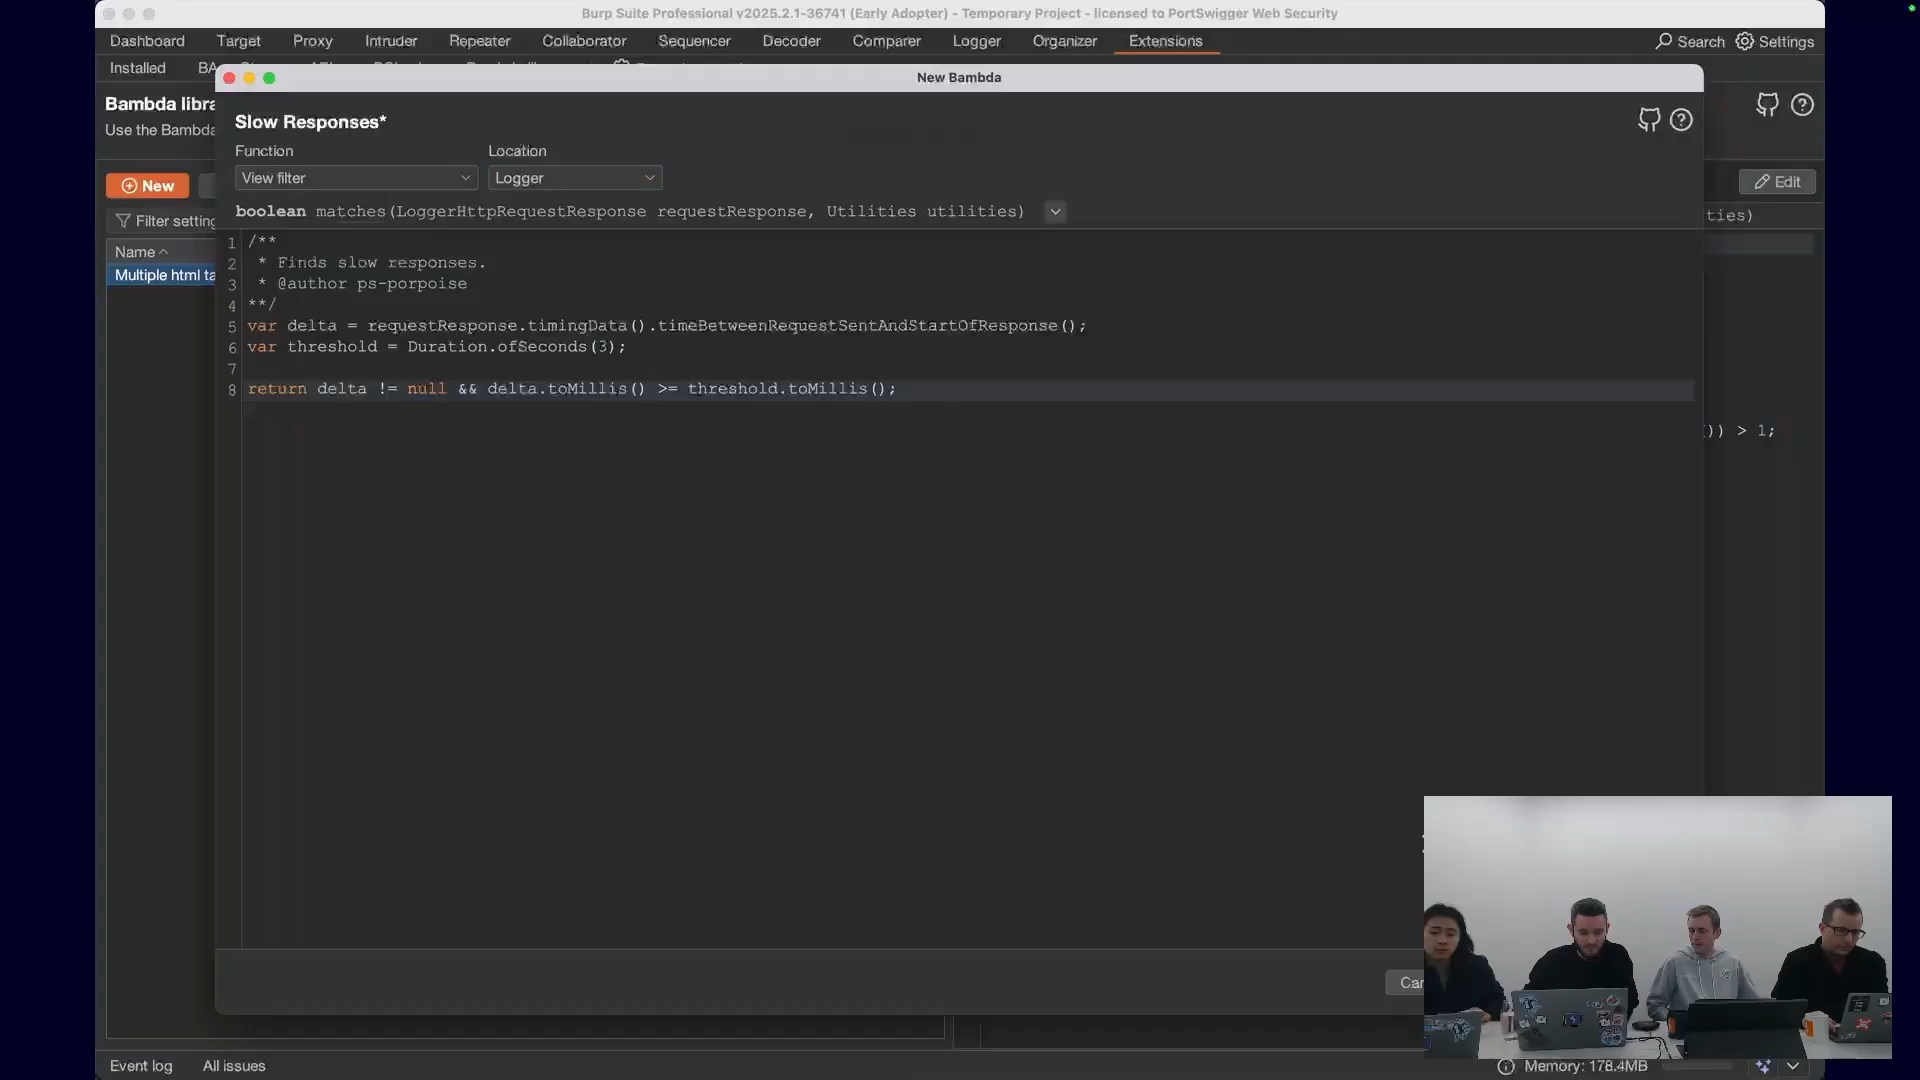 Burp Suite Professional v2025.2.1-36741 (Early Adopter) - Temporary Project - licensed to PortSwigger Web Security
Dashboard Target Proxy Intruder Repeater Collaborator Sequencer Decoder Comparer Logger Organizer Extensions Search Settings
Installed
New Bambda
Bambda libra
Use the Bambda
Slow Responses*
Function Location
View filter Logger
New Edit
boolean matches(LoggerHttpRequestResponse requestResponse, Utilities utilities)
Filter setting ties)
Name
Multiple html ta
1 /**
2 * Finds slow responses.
3 * @author ps-porpoise
4 **/
5 var delta = requestResponse.timingData().timeBetweenRequestSentAndStartOfResponse();
6 var threshold = Duration.ofSeconds(3);
7
8 return delta != null && delta.toMillis() >= threshold.toMillis();
)) > 1;
Car
Event log All issues Memory: 178.4MB